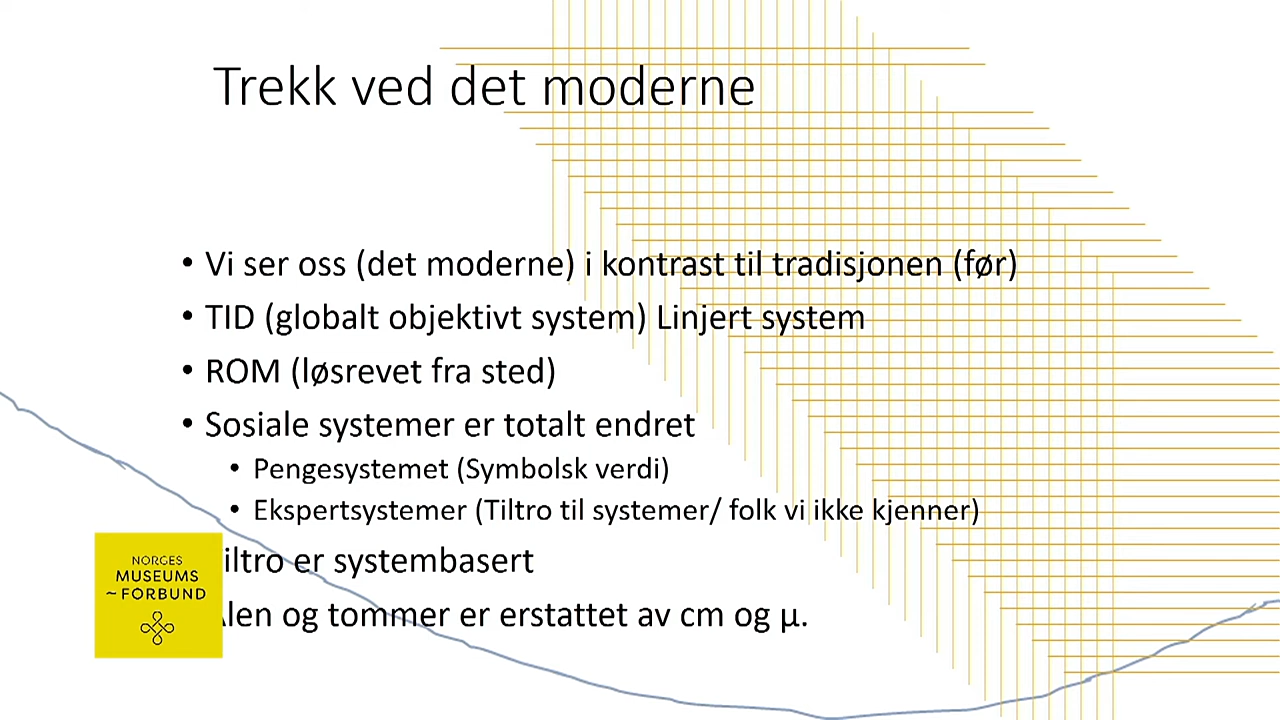 Trekk ved det moderne
• Vi ser oss (det moderne) i kontrast til tradisjonen (før)
• TID (globalt objektivt system) Linjert system
• ROM (løsrevet fra sted)
• Sosiale systemer er totalt endret
• Pengesystemet (Symbolsk verdi)
• Ekspertsystemer (Tiltro til systemer/ folk vi ikke kjenner)
iltro er systembasert
len og tommer er erstattet av cm og µ.
NORGES
MUSEUMS
~FORBUND